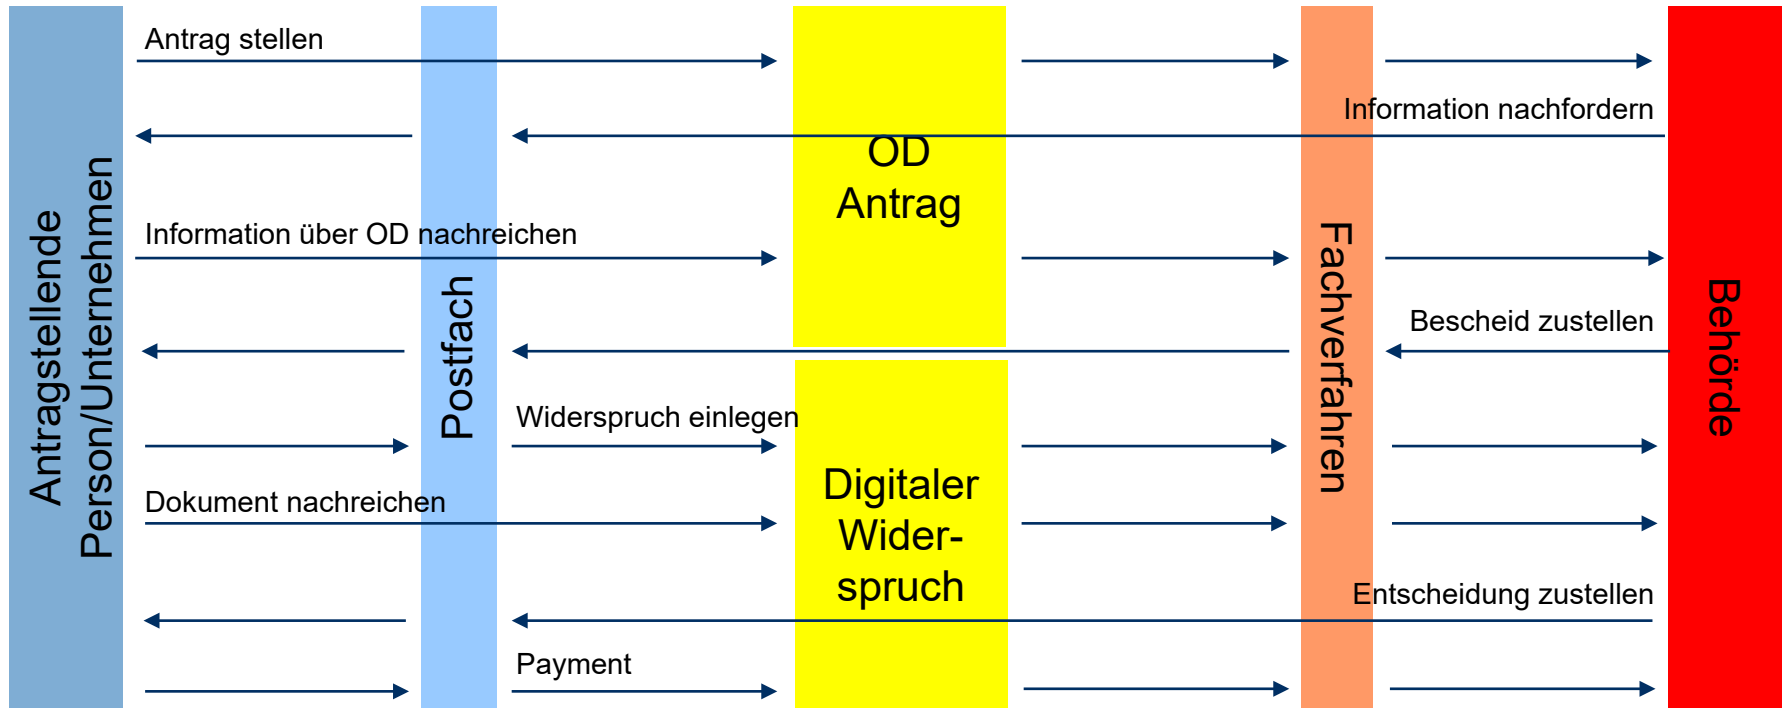 Antragstellende
Person/Unternehmen
Postfach
OD
Antrag
Digitaler
Wider-
spruch
Fachverfahren
Behörde
Antrag stellen
Information nachfordern
Information über OD nachreichen
Bescheid zustellen
Widerspruch einlegen
Dokument nachreichen
Entscheidung zustellen
Payment